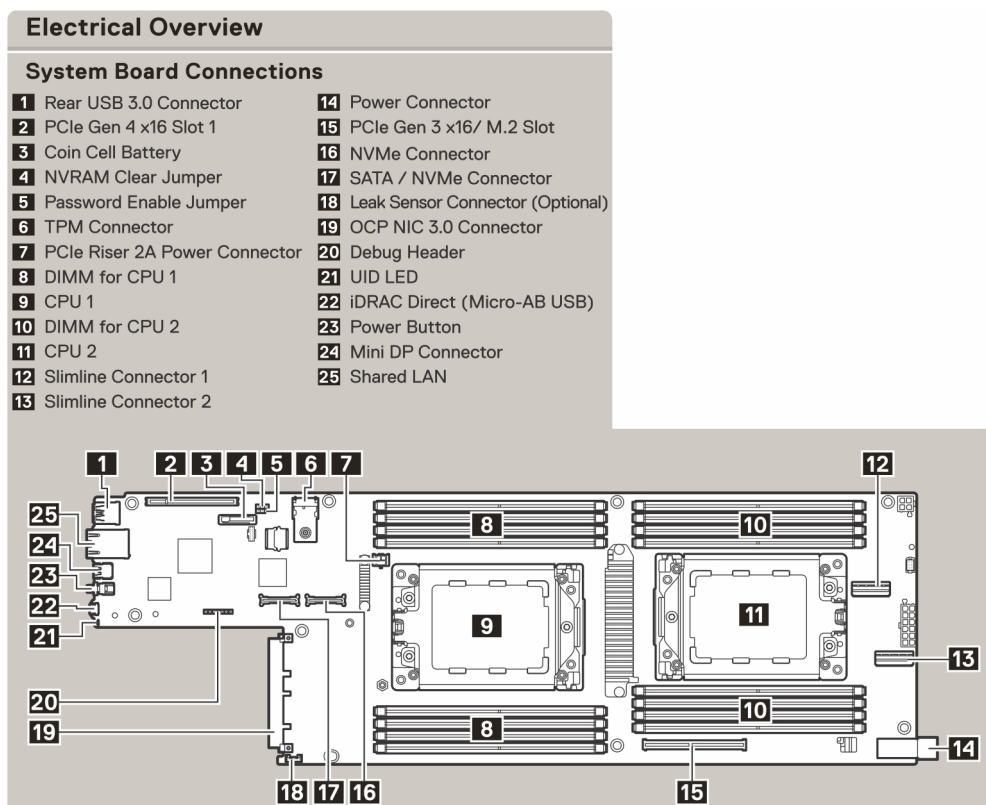 Electrical Overview
System Board Connections
1 Rear USB 3.0 Connector
2 PCIe Gen 4 x16 Slot 1
3 Coin Cell Battery
4 NVRAM Clear Jumper
5 Password Enable Jumper
6 TPM Connector
7 PCIe Riser 2A Power Connector
8 DIMM for CPU 1
9 CPU 1
10 DIMM for CPU 2
11 CPU 2
12 Slimline Connector 1
13 Slimline Connector 2
14 Power Connector
15 PCIe Gen 3 x16/ M.2 Slot
16 NVMe Connector
17 SATA / NVMe Connector
18 Leak Sensor Connector (Optional)
19 OCP NIC 3.0 Connector
20 Debug Header
21 UID LED
22 iDRAC Direct (Micro-AB USB)
23 Power Button
24 Mini DP Connector
25 Shared LAN
1 2 3 4 5 6 7 12
25 8 10
24
23
22 9 11
21
13
20 10
19 8
14
18 17 16 15